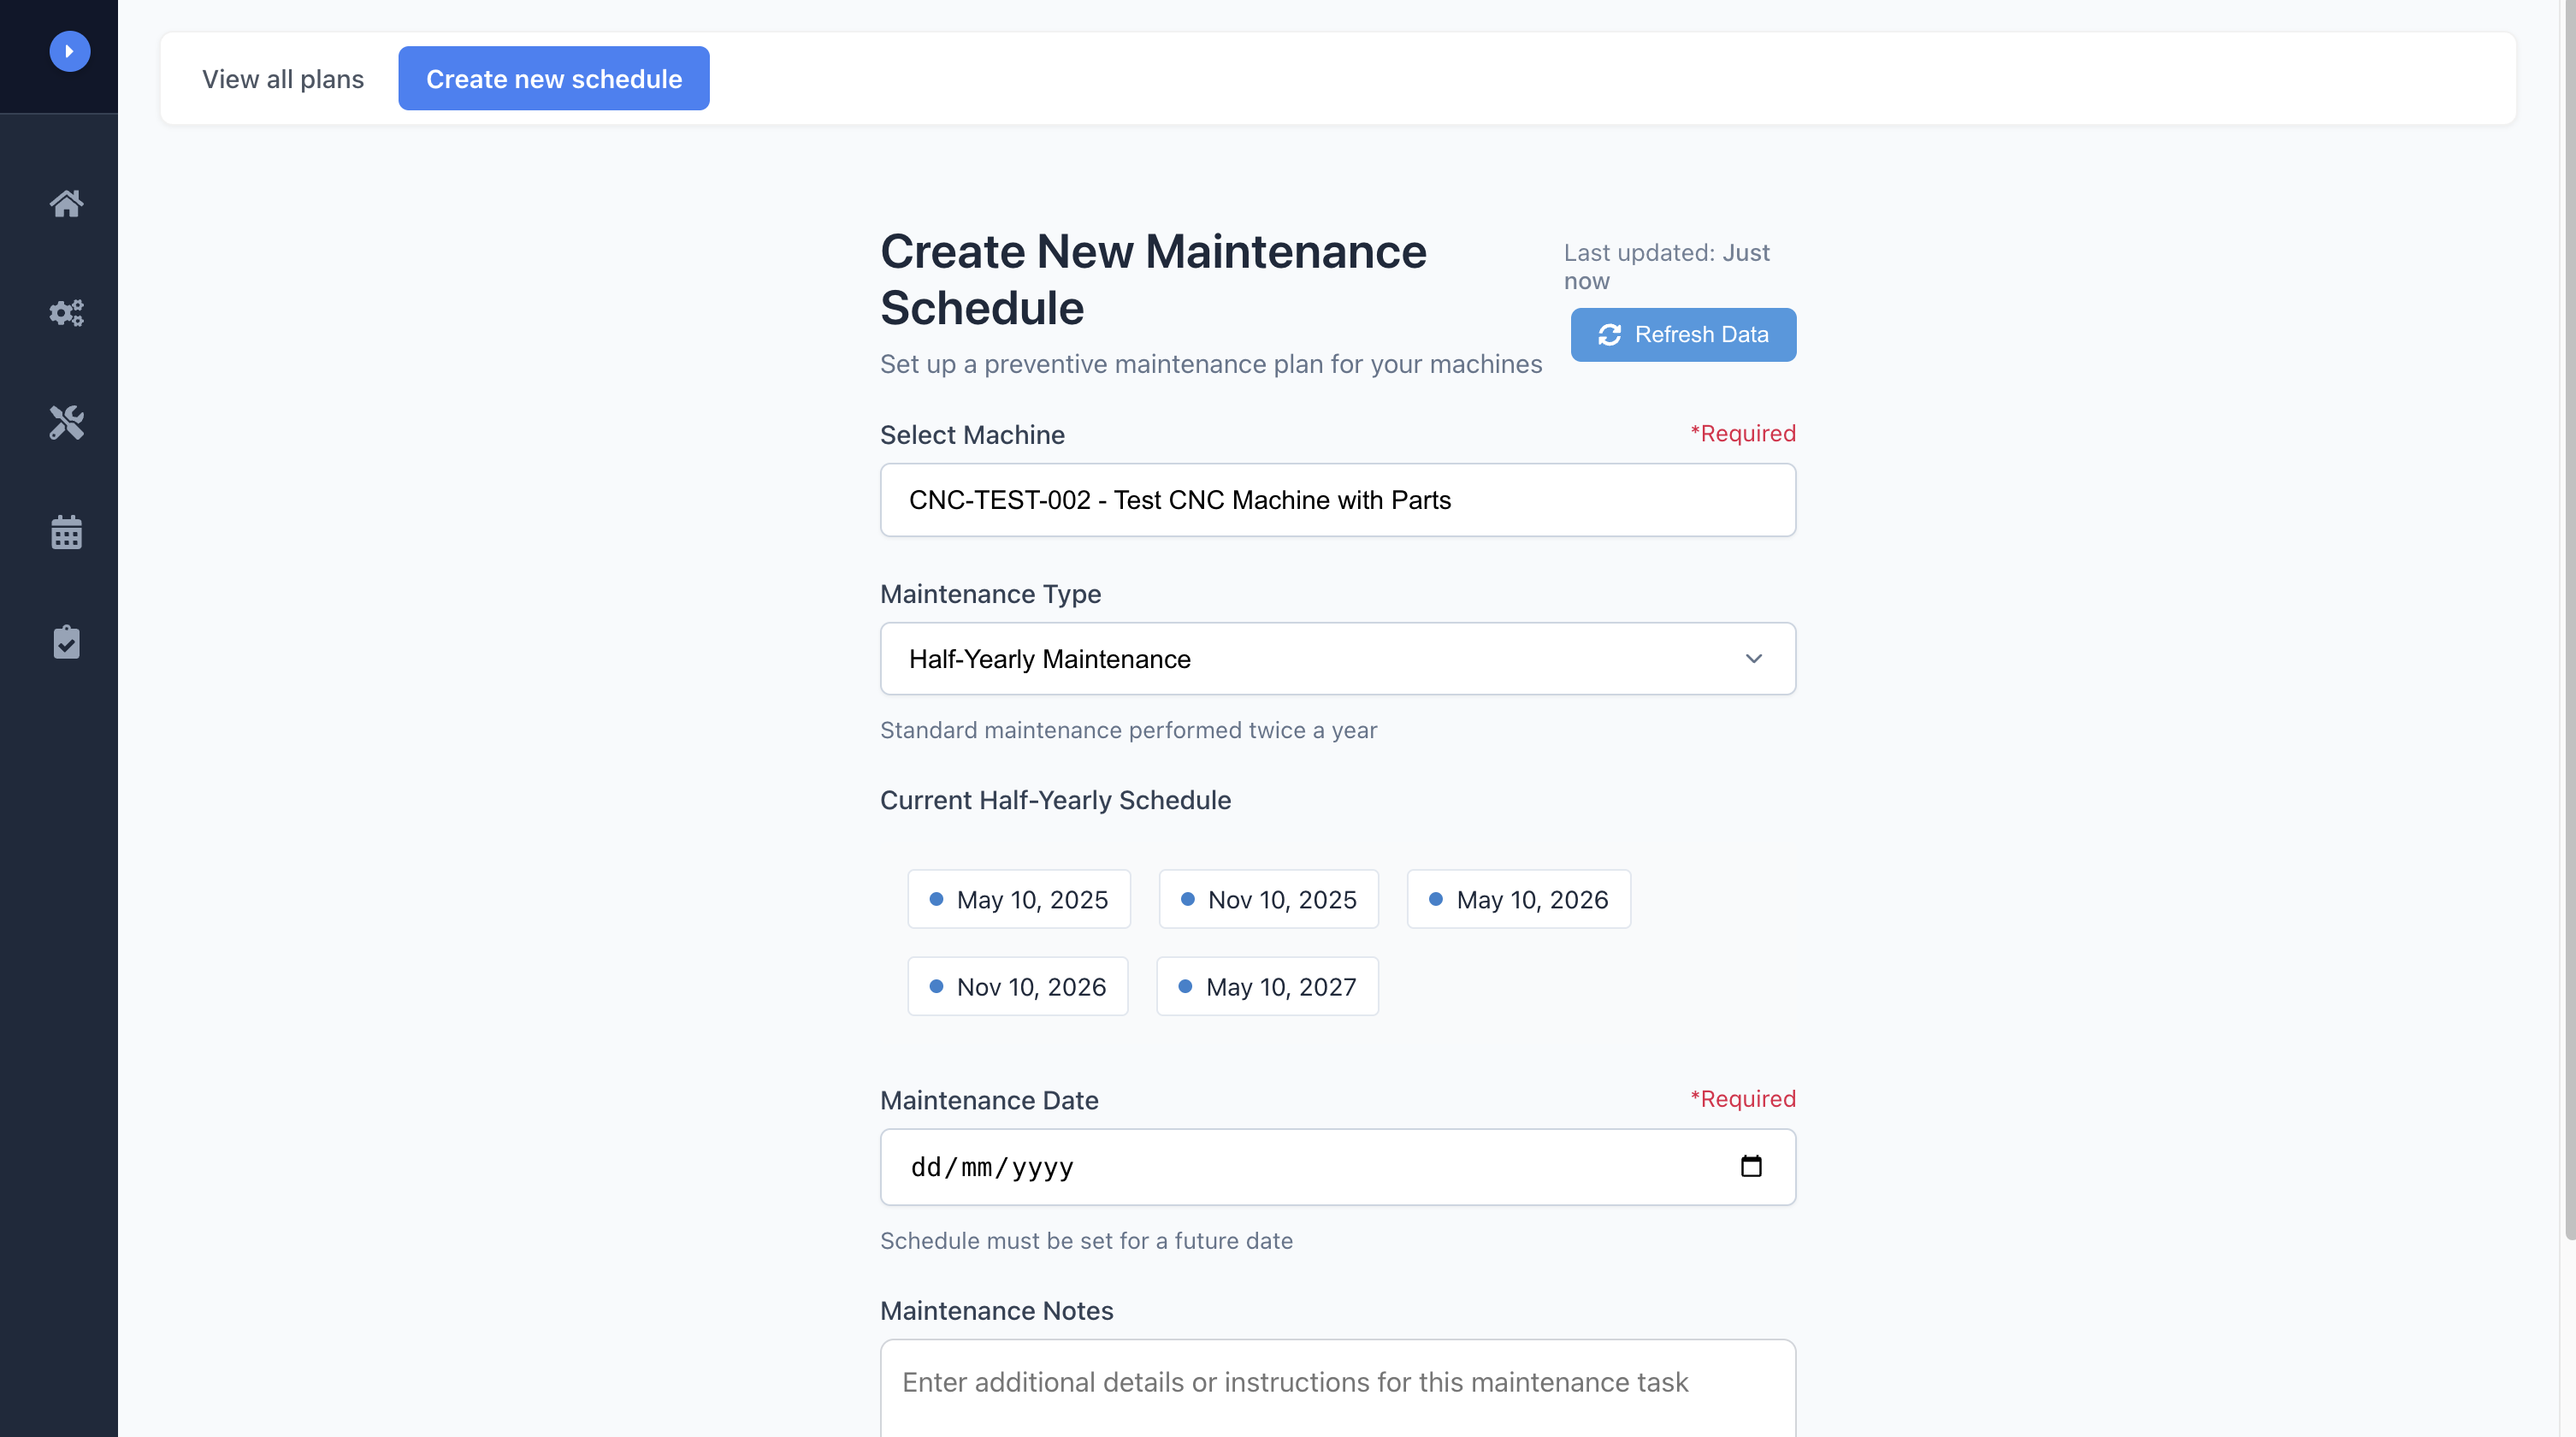 View all plans
Create new schedule
Create New Maintenance
Schedule
Last updated: Just
now
Refresh Data
Set up a preventive maintenance plan for your machines
Select Machine
*Required
CNC-TEST-002 - Test CNC Machine with Parts
Maintenance Type
Half-Yearly Maintenance
Standard maintenance performed twice a year
Current Half-Yearly Schedule
May 10, 2025
Nov 10, 2025
May 10, 2026
Nov 10, 2026
May 10, 2027
Maintenance Date
*Required
dd/mm/yyyy
Schedule must be set for a future date
Maintenance Notes
Enter additional details or instructions for this maintenance task